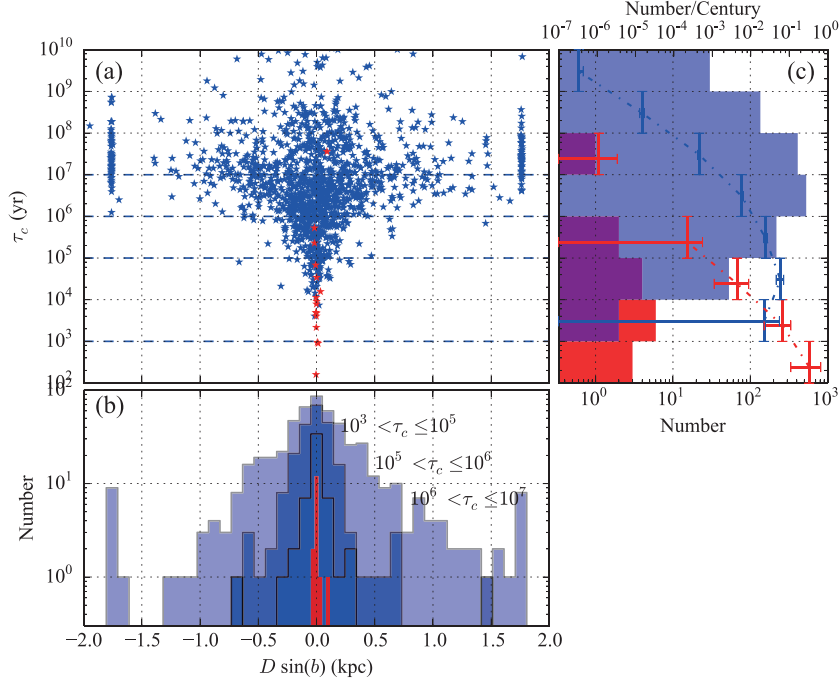 Number/Century
10^-7 10^-6 10^-5 10^-4 10^-3 10^-2 10^-1 10^0
(a)
(c)
10^10
10^9
10^8
10^7
10^6
10^5
10^4
10^3
10^2
τ_c (yr)
10^0 10^1 10^2 10^3
Number
(b)
10^2
10^1
10^0
Number
10^3 <τ_c ≤10^5
10^5 <τ_c ≤10^6
10^6 <τ_c ≤10^7
−2.0 −1.5 −1.0 −0.5 0.0 0.5 1.0 1.5 2.0
D sin(b) (kpc)